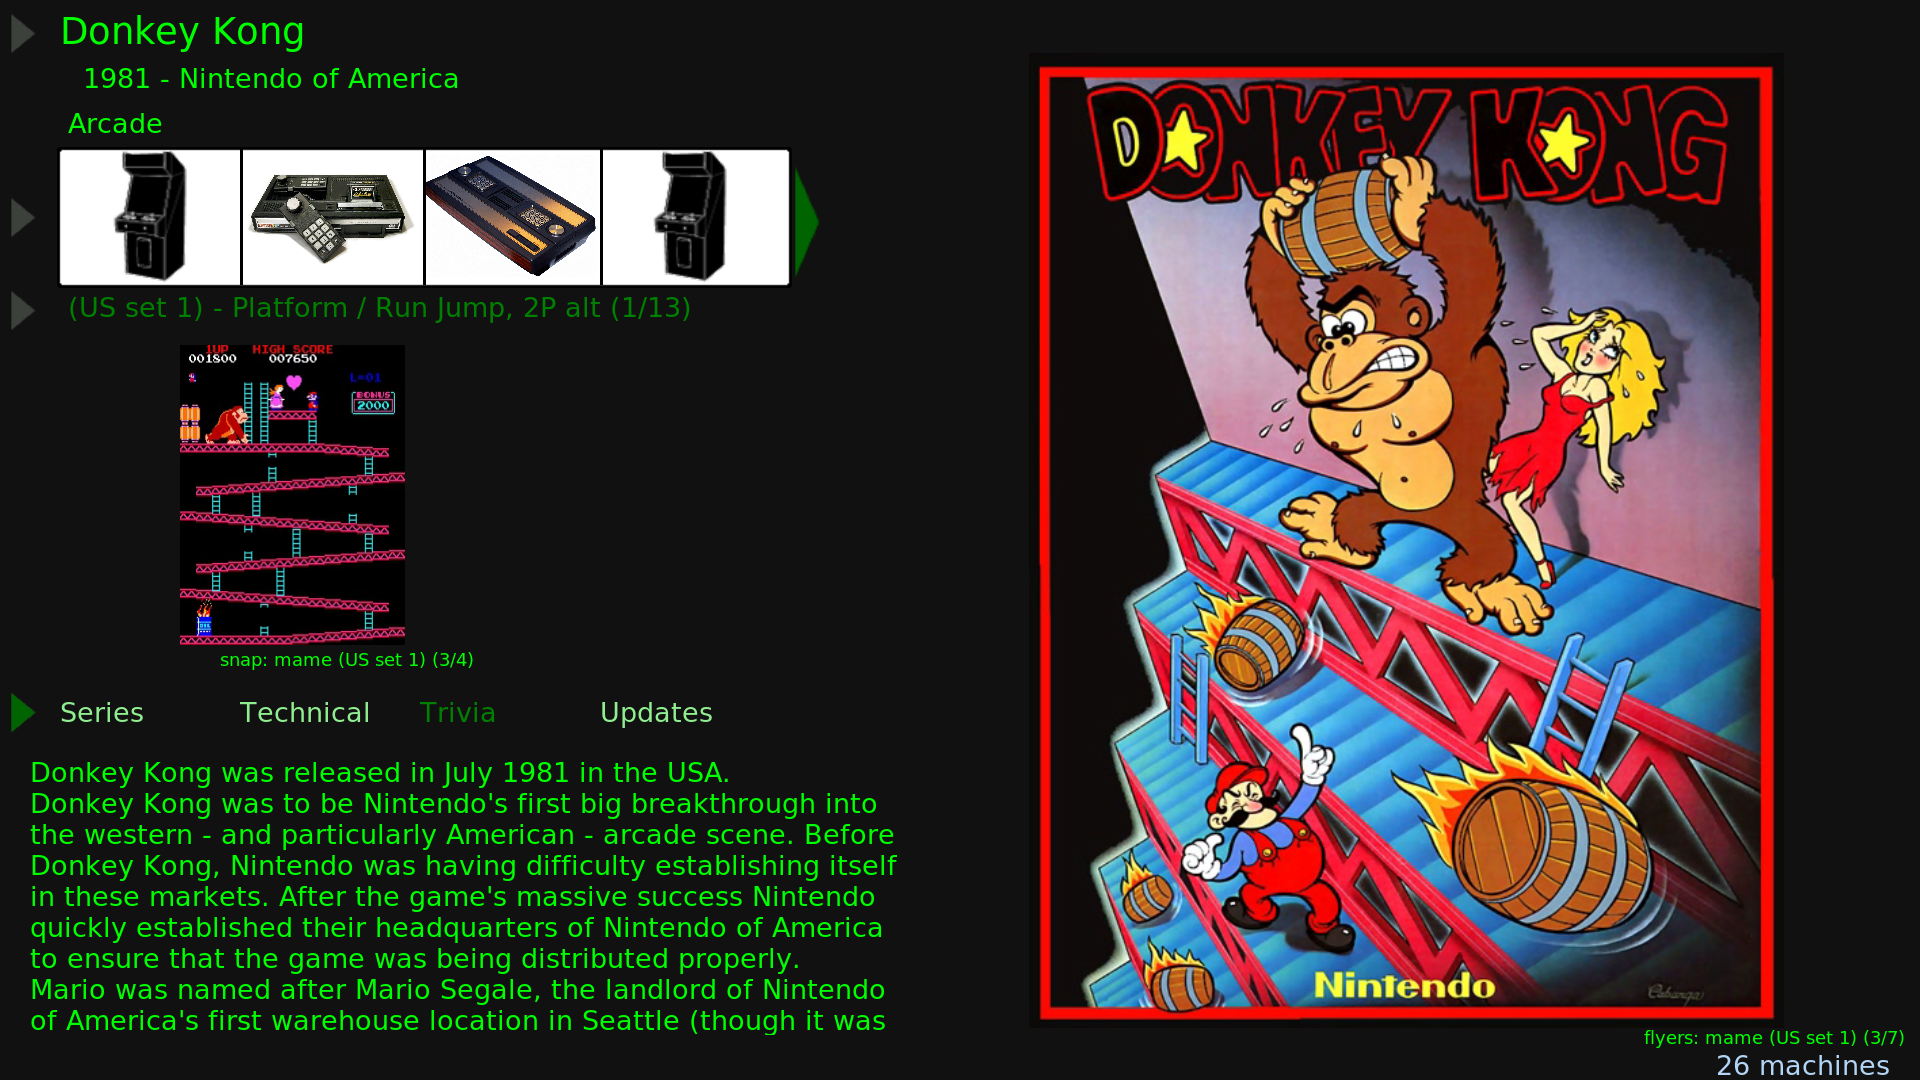 Donkey Kong
1981 - Nintendo of America
Arcade
(US set 1) - Platform / Run Jump, 2P alt (1/13)
1UP HIGH SCORE
001800 007650
L=01
BONUS
2000
snap: mame (US set 1) (3/4)
Series Technical Trivia Updates
Donkey Kong was released in July 1981 in the USA.
Donkey Kong was to be Nintendo's first big breakthrough into
the western - and particularly American - arcade scene. Before
Donkey Kong, Nintendo was having difficulty establishing itself
in these markets. After the game's massive success Nintendo
quickly established their headquarters of Nintendo of America
to ensure that the game was being distributed properly.
Mario was named after Mario Segale, the landlord of Nintendo
of America's first warehouse location in Seattle (though it was
DONKEY KONG
Nintendo
flyers: mame (US set 1) (3/7)
26 machines